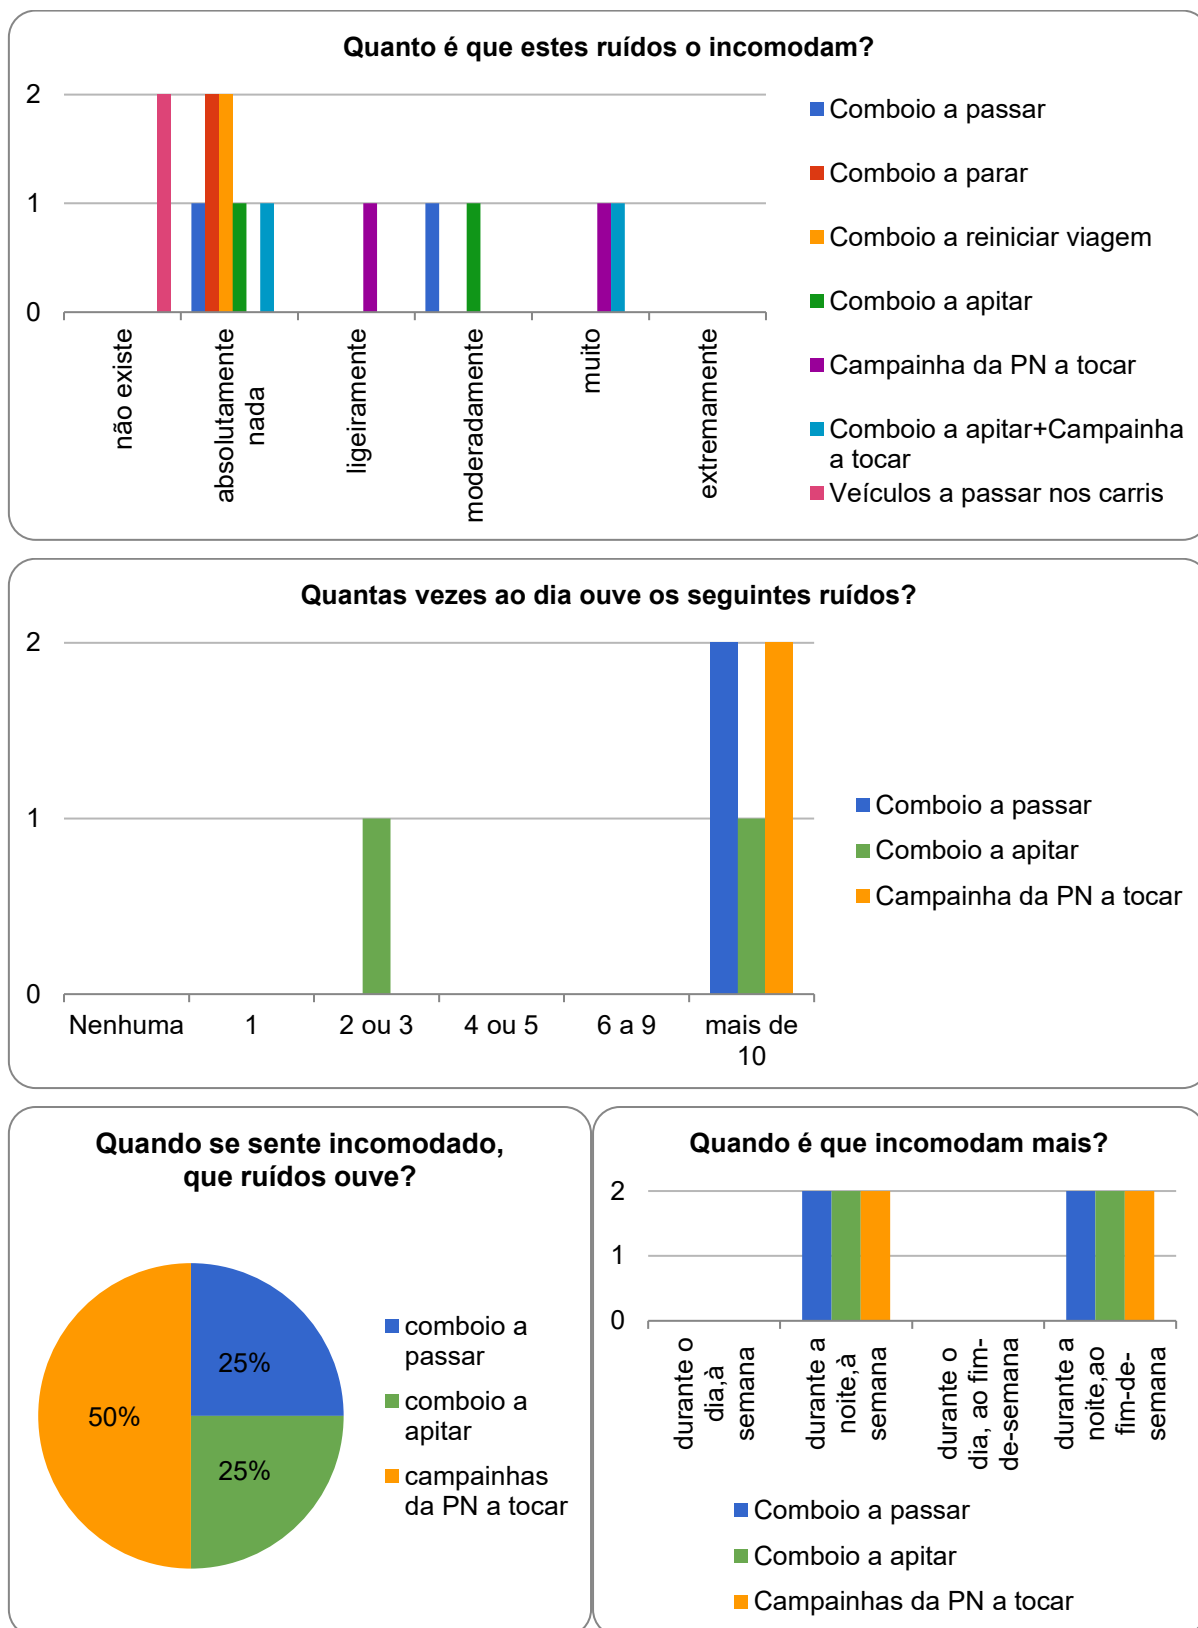 Quanto é que estes ruídos o incomodam?
2
1
0
não existe
absolutamente
nada
ligeiramente
moderadamente
muito
extremamente
Comboio a passar
Comboio a parar
Comboio a reiniciar viagem
Comboio a apitar
Campainha da PN a tocar
Comboio a apitar+Campainha
a tocar
Veículos a passar nos carris
Quantas vezes ao dia ouve os seguintes ruídos?
2
1
0
Nenhuma
1
2 ou 3
4 ou 5
6 a 9
mais de
10
Comboio a passar
Comboio a apitar
Campainha da PN a tocar
Quando se sente incomodado,
que ruídos ouve?
25%
25%
50%
comboio a
passar
comboio a
apitar
campainhas
da PN a tocar
Quando é que incomodam mais?
2
1
0
durante o
dia,à
semana
durante a
noite,à
semana
durante o
dia, ao fim-
de-semana
durante a
noite,ao
fim-de-
semana
Comboio a passar
Comboio a apitar
Campainhas da PN a tocar